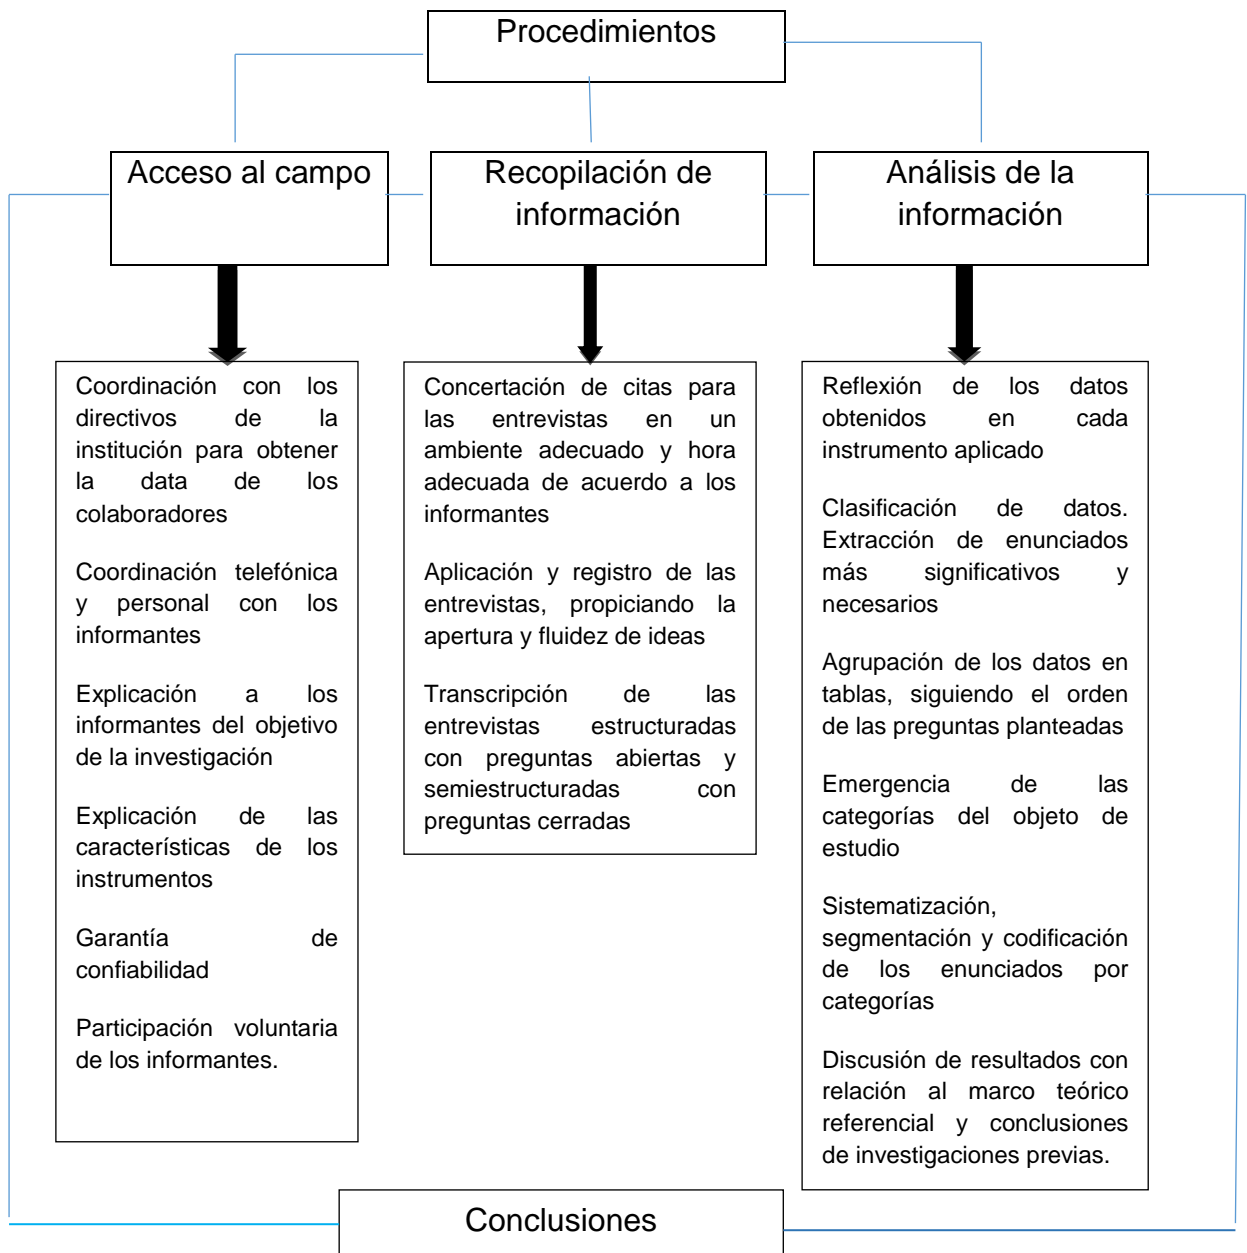 Procedimientos
Acceso al campo
Recopilación de
información
Análisis de la
información
Coordinación con los
directivos de la
institución para obtener
la data de los
colaboradores
Coordinación telefónica
y personal con los
informantes
Explicación a los
informantes del objetivo
de la investigación
Explicación de las
características de los
instrumentos
Garantía de
confiabilidad
Participación voluntaria
de los informantes.
Concertación de citas para
las entrevistas en un
ambiente adecuado y hora
adecuada de acuerdo a los
informantes
Aplicación y registro de las
entrevistas, propiciando la
apertura y fluidez de ideas
Transcripción de las
entrevistas estructuradas
con preguntas abiertas y
semiestructuradas con
preguntas cerradas
Reflexión de los datos
obtenidos en cada
instrumento aplicado
Clasificación de datos.
Extracción de enunciados
más significativos y
necesarios
Agrupación de los datos en
tablas, siguiendo el orden
de las preguntas planteadas
Emergencia de las
categorías del objeto de
estudio
Sistematización,
segmentación y codificación
de los enunciados por
categorías
Discusión de resultados con
relación al marco teórico
referencial y conclusiones
de investigaciones previas.
Conclusiones